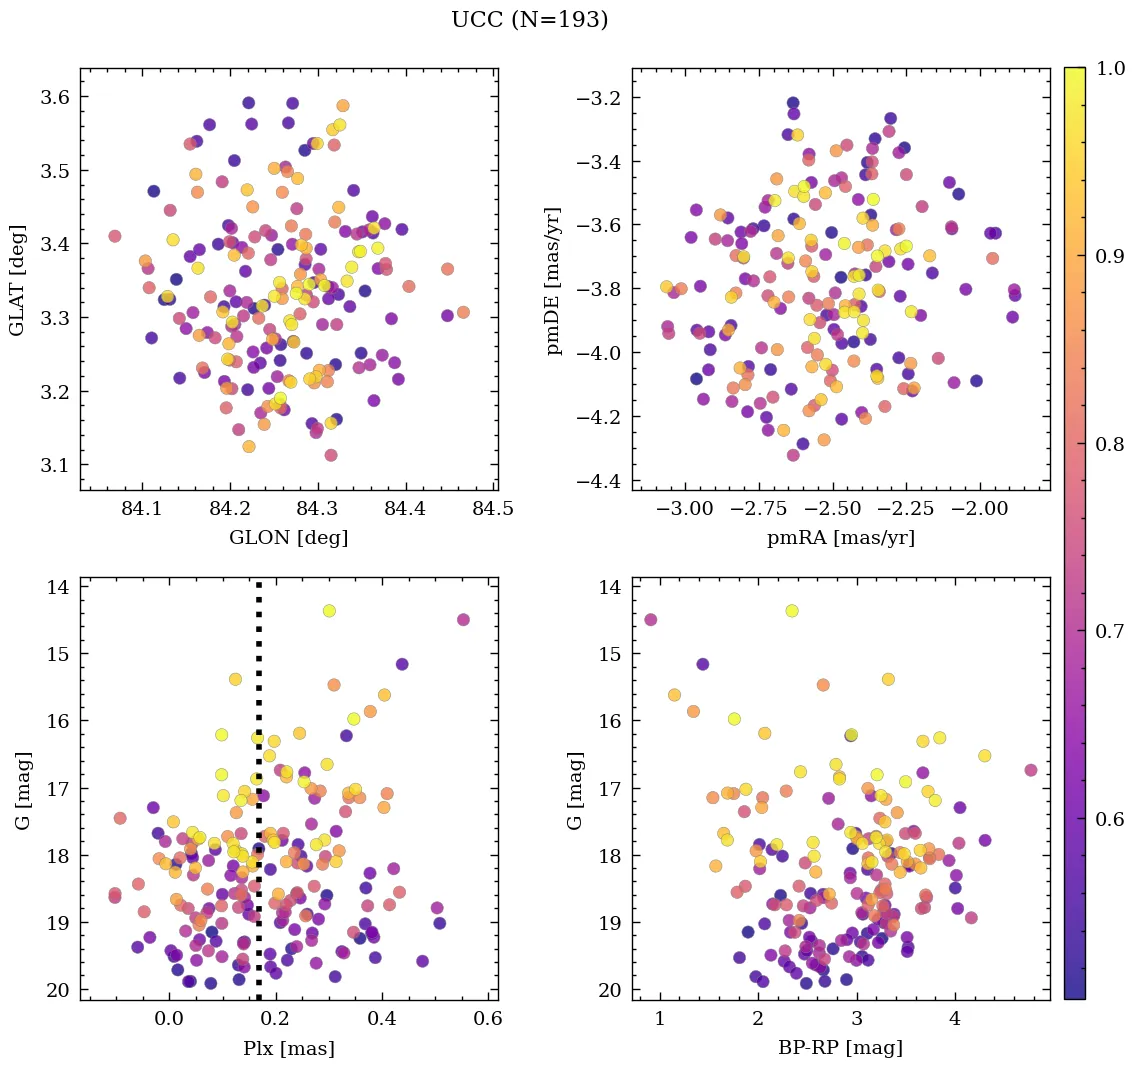 UCC (N=193)
3.6
3.5
3.4
3.3
3.2
3.1
GLAT [deg]
84.1 84.2 84.3 84.4 84.5
GLON [deg]
−3.2
−3.4
−3.6
−3.8
−4.0
−4.2
−4.4
pmDE [mas/yr]
−3.00 −2.75 −2.50 −2.25 −2.00
pmRA [mas/yr]
1.0
0.9
0.8
0.7
0.6
14
15
16
17
18
19
20
G [mag]
0.0 0.2 0.4 0.6
Plx [mas]
14
15
16
17
18
19
20
G [mag]
1 2 3 4
BP-RP [mag]